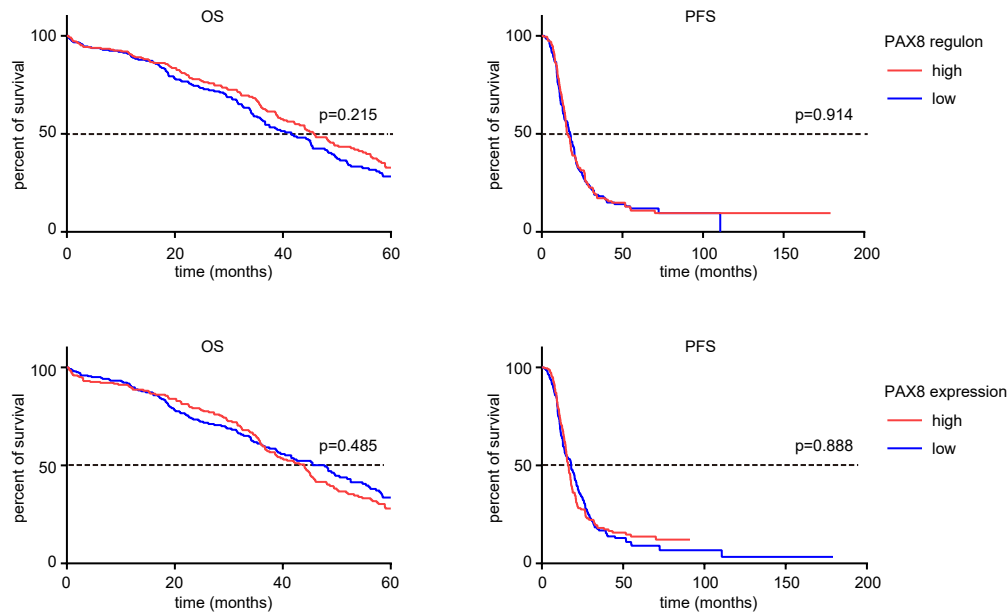 OS
percent of survival
100
50
0
p=0.215
0 20 40 60
time (months)
PFS
percent of survival
100
50
0
p=0.914
0 50 100 150 200
time (months)
PAX8 regulon
high
low
OS
percent of survival
100
50
0
p=0.485
0 20 40 60
time (months)
PFS
percent of survival
100
50
0
p=0.888
0 50 100 150 200
time (months)
PAX8 expression
high
low